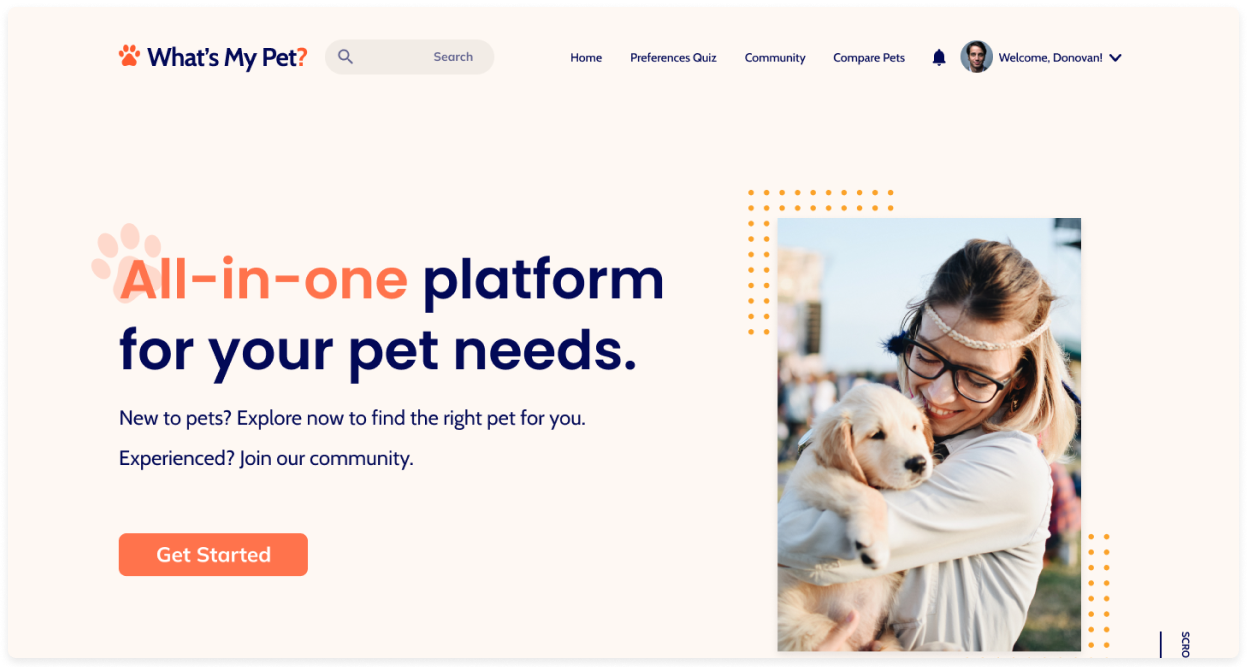 What's My Pet?
Search
Home
Preferences Quiz
Community
Compare Pets
Welcome, Donovan!
All-in-one platform
for your pet needs.
New to pets? Explore now to find the right pet for you.
Experienced? Join our community.
Get Started
SCRO